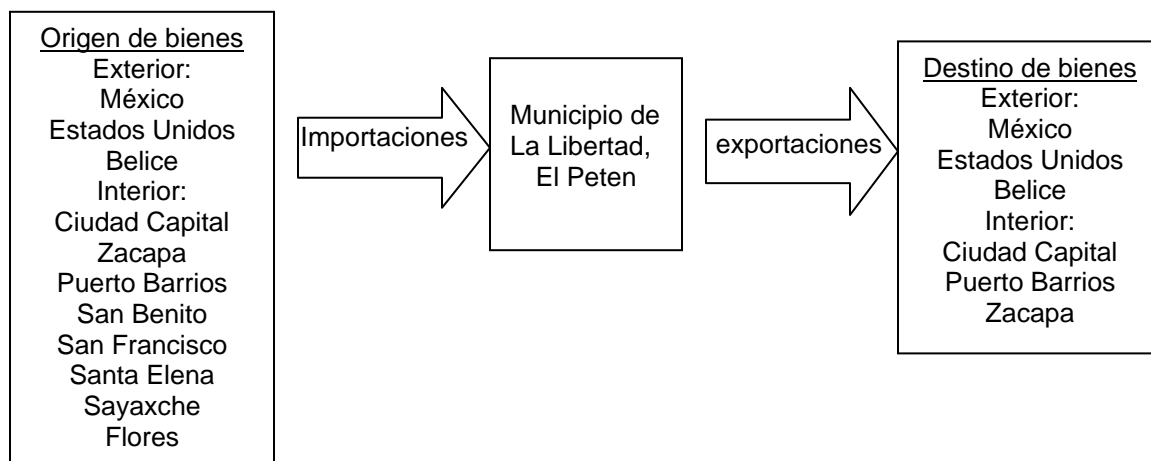 Origen de bienes
Exterior:
México
Estados Unidos
Belice
Interior:
Ciudad Capital
Zacapa
Puerto Barrios
San Benito
San Francisco
Santa Elena
Sayaxche
Flores
Importaciones
Municipio de
La Libertad,
El Peten
exportaciones
Destino de bienes
Exterior:
México
Estados Unidos
Belice
Interior:
Ciudad Capital
Puerto Barrios
Zacapa